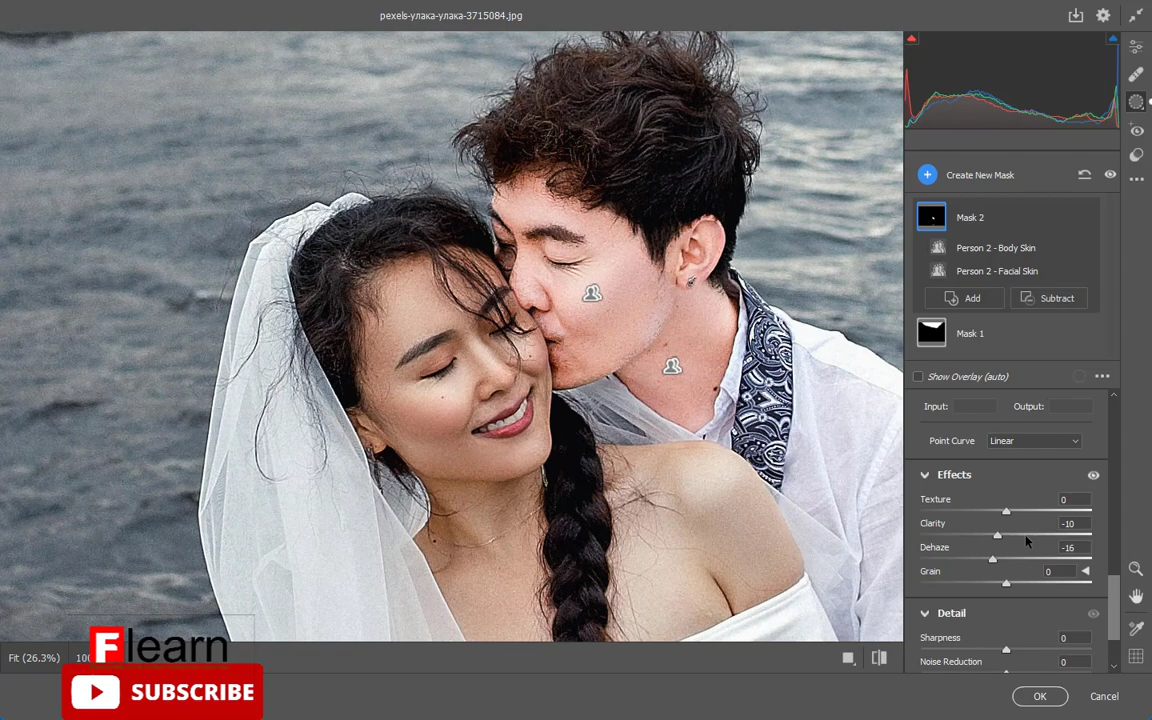 pexels-улака-улака-3715084.jpg
Create New Mask
Mask 2
Person 2 - Body Skin
Person 2 - Facial Skin
Add
Subtract
Mask 1
Show Overlay (auto)
Input:
Output:
Point Curve
Linear
Effects
Texture
0
Clarity
-10
Dehaze
-16
Grain
0
Detail
Sharpness
0
Noise Reduction
0
Fit (26.3%)
Flearn
SUBSCRIBE
OK
Cancel